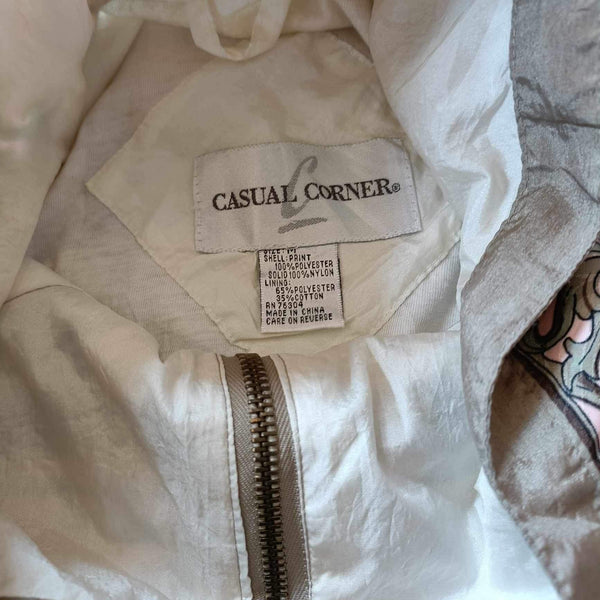 CASUAL CORNER®
SIZE: M
SHELL: PRINT
100% POLYESTER
SOLID 100% NYLON
LINING:
65% POLYESTER
35% COTTON
RN 76304
MADE IN CHINA
CARE ON REVERSE